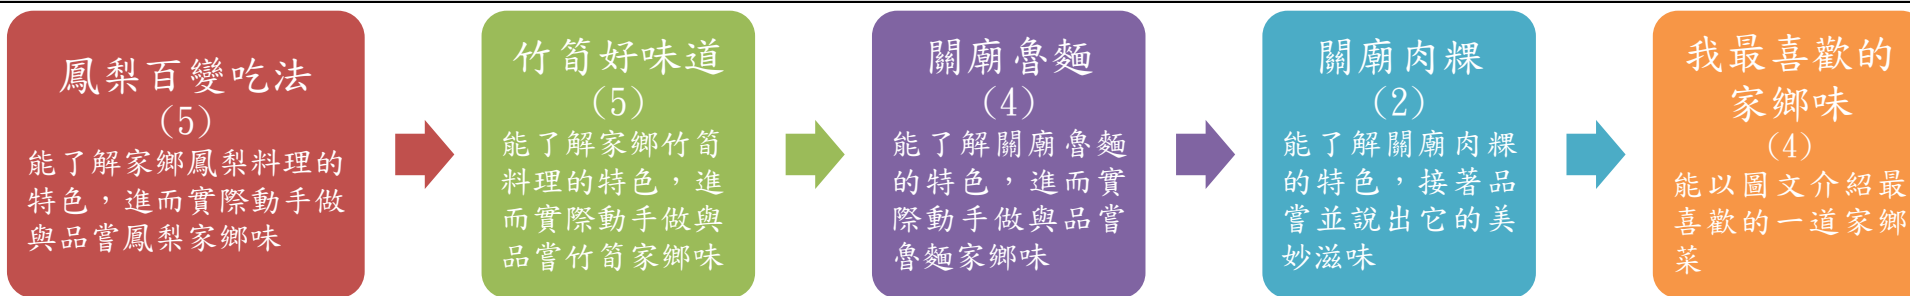 鳳梨百變吃法
(5)
能了解家鄉鳳梨料理的
特色，進而實際動手做
與品嘗鳳梨家鄉味
竹筍好味道
(5)
能了解家鄉竹筍
料理的特色，進
而實際動手做與
品嘗竹筍家鄉味
關廟魯麵
(4)
能了解關廟魯麵
的特色，進而實
際動手做與品嘗
魯麵家鄉味
關廟肉粿
(2)
能了解關廟肉粿
的特色，接著品
嘗並說出它的美
妙滋味
我最喜歡的
家鄉味
(4)
能以圖文介紹最
喜歡的一道家鄉
菜